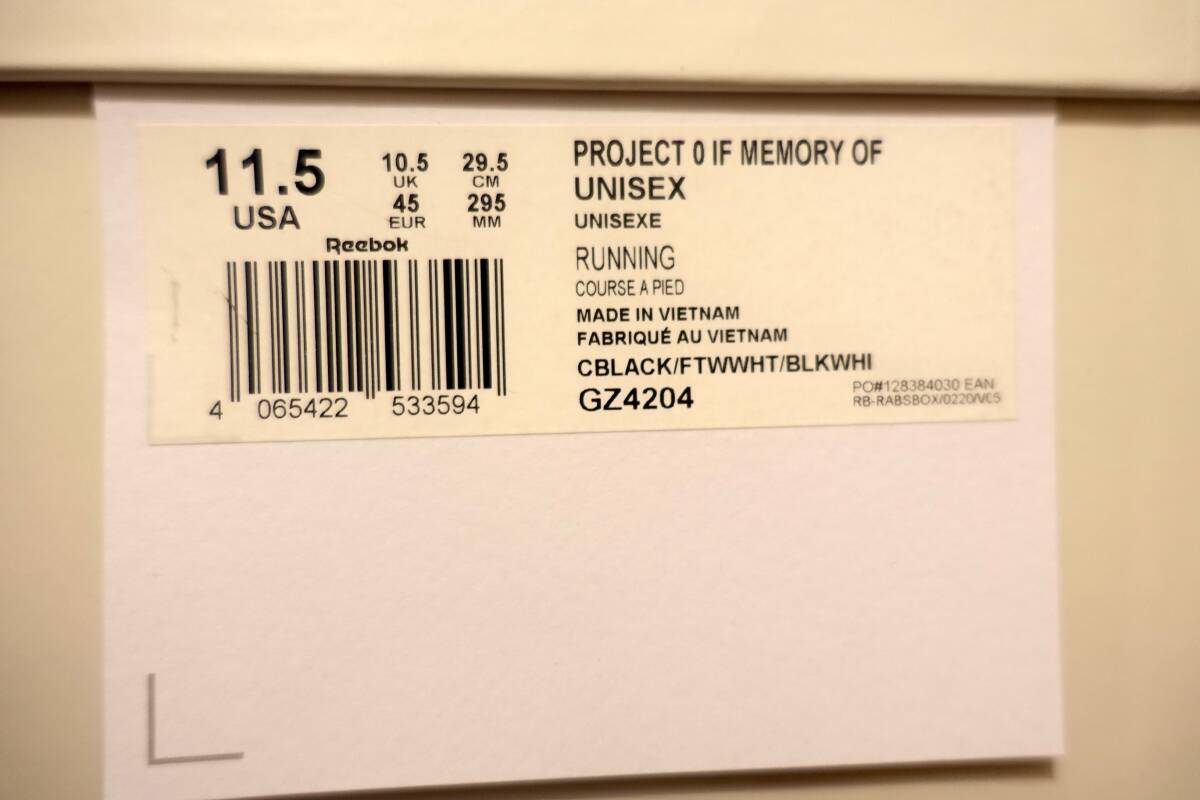 11.5
USA
10.5
UK
45
EUR
29.5
CM
295
MM
Reebok
4 065422 533594
PROJECT 0 IF MEMORY OF
UNISEX
UNISEXE
RUNNING
COURSE A PIED
MADE IN VIETNAM
FABRIQUÉ AU VIETNAM
CBLACK/FTWWHT/BLKWHI
GZ4204
PO#128384030 EAN
RB-RABSBOX/0220/V65